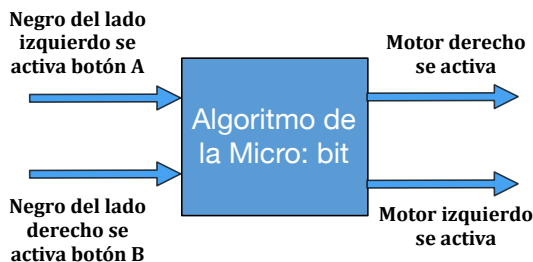 Negro del lado
izquierdo se
activa botón A
Motor derecho
se activa
Algoritmo de
la Micro: bit
Negro del lado
derecho se
activa botón B
Motor izquierdo
se activa